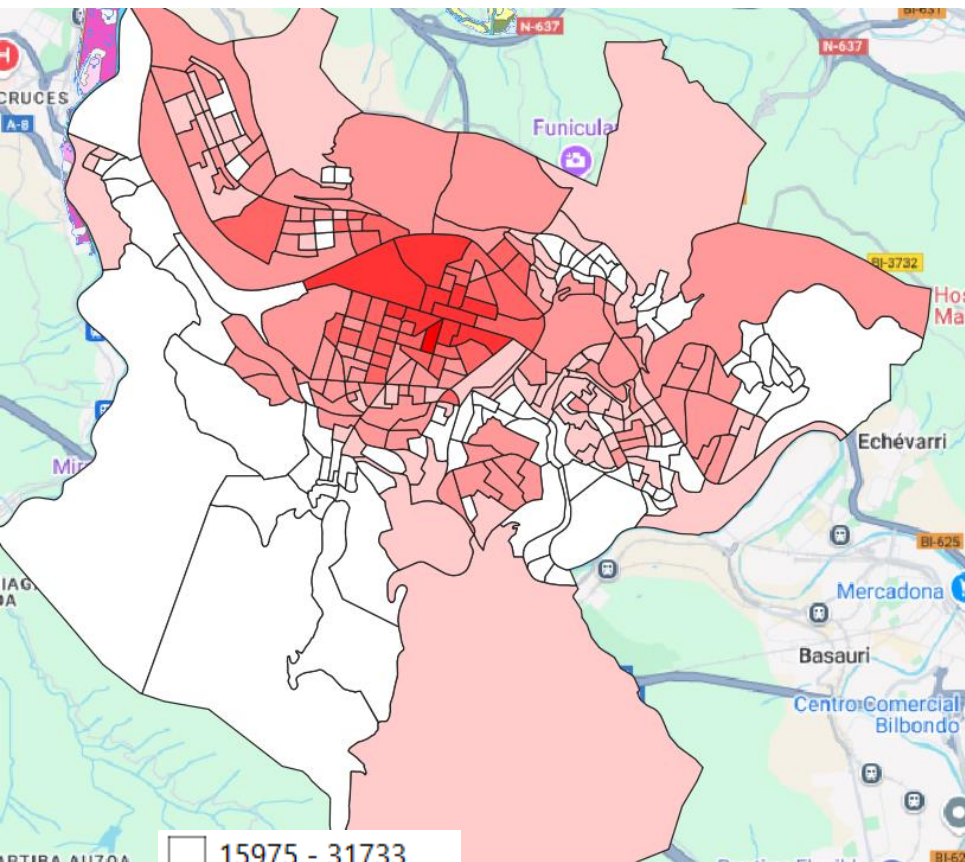 BI-631
N-637
N-637
CRUCES
A-8
Funicula
BI-3732
Hos
Ma
Echévarri
BI-625
Mercadona
Basauri
Centro Comercial
Bilbondo
15975 - 31733